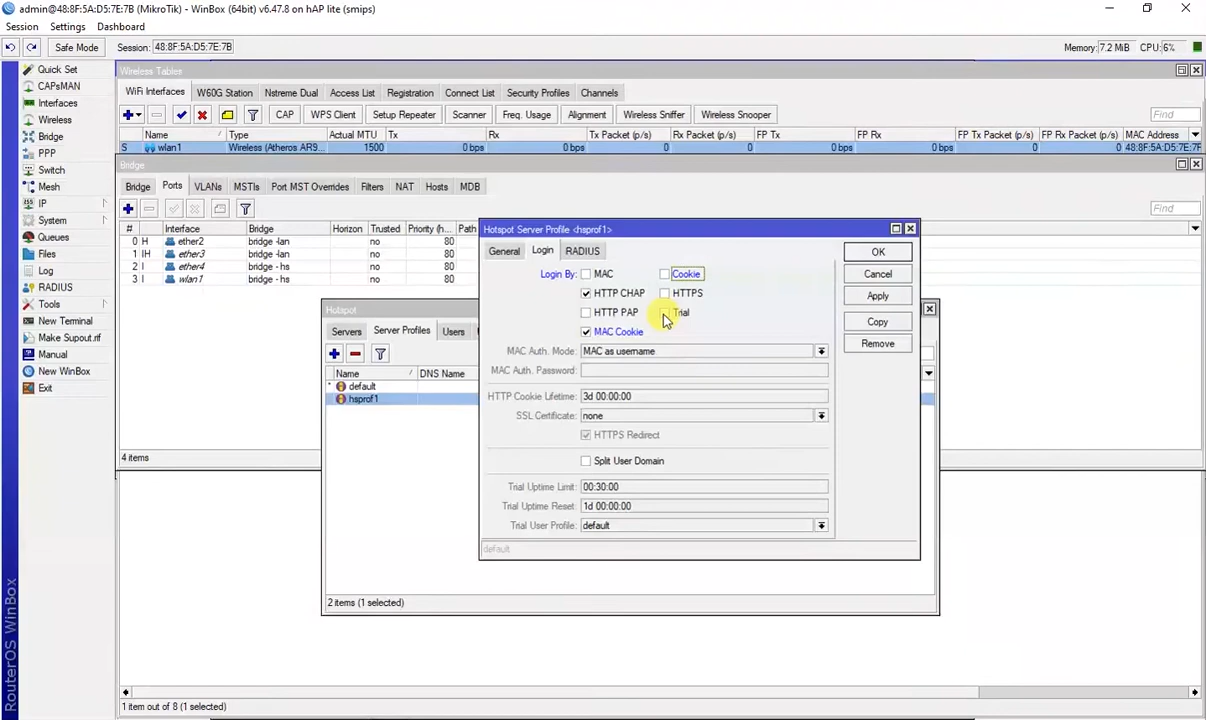 admin@48:8F:5A:D5:7E:7B (MikroTik) - WinBox (64bit) v6.47.8 on hAP lite (smips)
Session Settings Dashboard
Safe Mode Session: 48:8F:5A:D5:7E:7B Memory: 7.2 MiB CPU: 6%
Quick Set
CAPsMAN
Interfaces
Wireless
Bridge
PPP
Switch
Mesh
IP
System
Queues
Files
Log
RADIUS
Tools
New Terminal
Make Supout.rif
Manual
New WinBox
Exit
RouterOS WinBox
Wireless Tables
WiFi Interfaces W60G Station Nstreme Dual Access List Registration Connect List Security Profiles Channels
CAP WPS Client Setup Repeater Scanner Freq. Usage Alignment Wireless Sniffer Wireless Snooper Find
Name Type Actual MTU Tx Rx Tx Packet (p/s) Rx Packet (p/s) FP Tx FP Rx FP Tx Packet (p/s) FP Rx Packet (p/s) MAC Address
S wlan1 Wireless (Atheros AR9... 1500 0 bps 0 bps 0 0 0 bps 0 bps 0 0 48:8F:5A:D5:7E:7F
Bridge
Bridge Ports VLANs MSTIs Port MST Overrides Filters NAT Hosts MDB
Find
# Interface Bridge Horizon Trusted Priority (h... Path
0 H ether2 bridge -lan no 80
1 IH ether3 bridge -lan no 80
2 I ether4 bridge - hs no 80
3 I wlan1 bridge - hs no 80
4 items
Hotspot
Servers Server Profiles Users
Name DNS Name
* default
hsprof1
2 items (1 selected)
Hotspot Server Profile <hsprof1>
General Login RADIUS
Login By: MAC Cookie
HTTP CHAP HTTPS
HTTP PAP Trial
MAC Cookie
MAC Auth. Mode: MAC as username
MAC Auth. Password:
HTTP Cookie Lifetime: 3d 00:00:00
SSL Certificate: none
HTTPS Redirect
Split User Domain
Trial Uptime Limit: 00:30:00
Trial Uptime Reset: 1d 00:00:00
Trial User Profile: default
default
OK
Cancel
Apply
Copy
Remove
1 item out of 8 (1 selected)